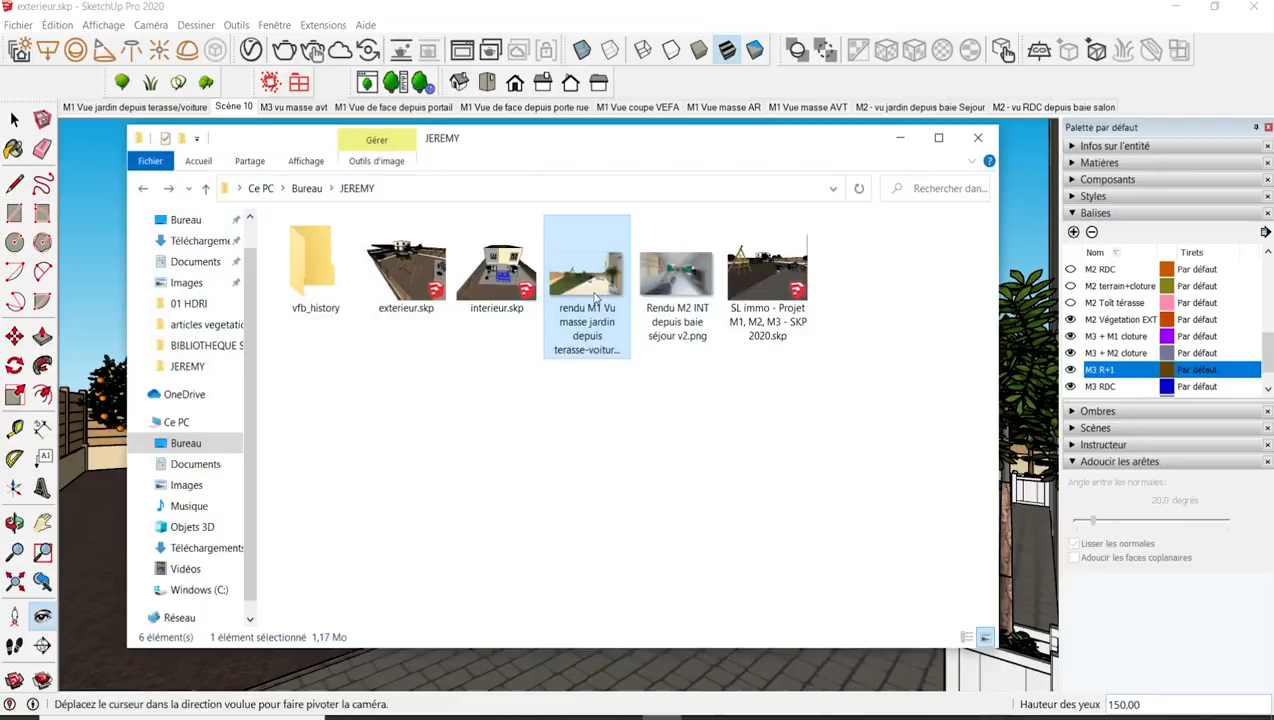 exterieur.skp - SketchUp Pro 2020
Fichier Édition Affichage Caméra Dessiner Outils Fenêtre Extensions Aide
M1 Vue jardin depuis terasse/voiture Scène 10 M3 vu masse avt M1 Vue de face depuis portail M1 Vue de face depuis porte rue M1 Vue coupe VEFA M1 Vue masse AR M1 Vue masse AVT M2 - vu jardin depuis baie Sejour M2 - vu RDC depuis baie salon
Gérer JEREMY
Fichier Accueil Partage Affichage Outils d'image
Ce PC Bureau JEREMY
Rechercher dan...
Bureau
Téléchargeme
Documents
Images
01 HDRI
articles vegetati
BIBLIOTHEQUE S
JEREMY
OneDrive
Ce PC
Bureau
Documents
Images
Musique
Objets 3D
Téléchargements
Vidéos
Windows (C:)
Réseau
vfb_history
exterieur.skp
interieur.skp
rendu M1 Vu
masse jardin
depuis
terasse-voitur...
Rendu M2 INT
depuis baie
séjour v2.png
SL immo - Projet
M1, M2, M3 - SKP
2020.skp
6 élément(s) 1 élément sélectionné 1,17 Mo
Palette par défaut
Infos sur l'entité
Matières
Composants
Styles
Balises
Nom Tirets
M2 RDC Par défaut
M2 terrain+cloture Par défaut
M2 Toît térasse Par défaut
M2 Végétation EXT Par défaut
M3 + M1 cloture Par défaut
M3 + M2 cloture Par défaut
M3 R+1 Par défaut
M3 RDC Par défaut
Ombres
Scènes
Instructeur
Adoucir les arêtes
Angle entre les normales:
20,0 degrés
Lisser les normales
Adoucir les faces coplanaires
Déplacez le curseur dans la direction voulue pour faire pivoter la caméra.
Hauteur des yeux 150,00